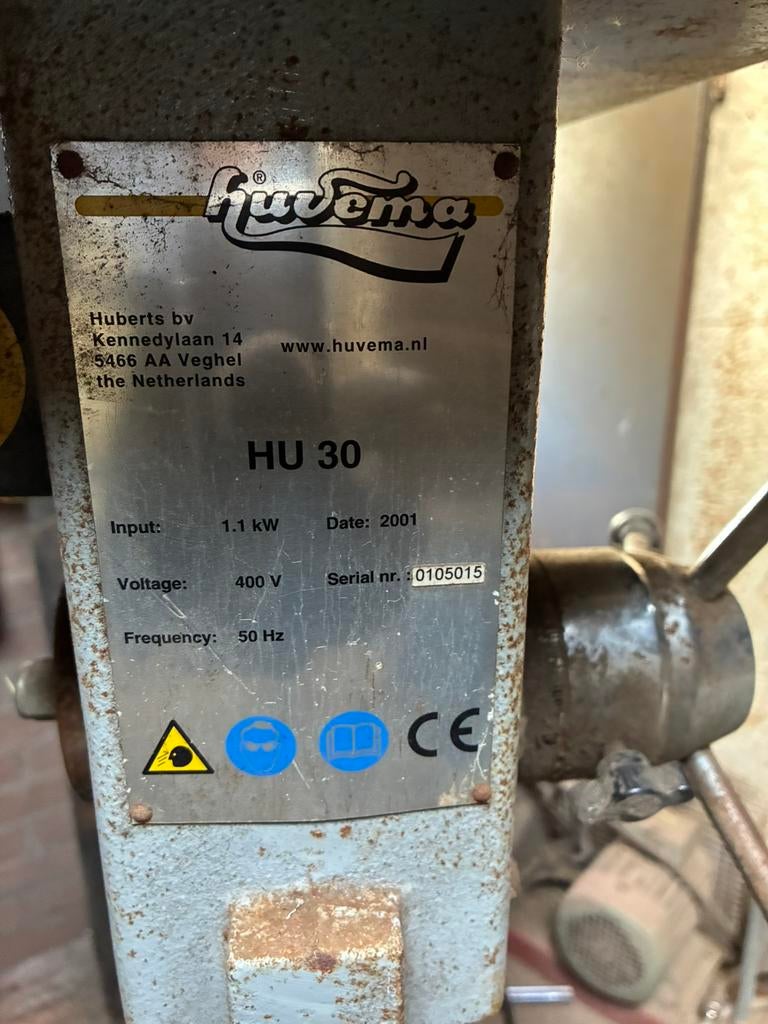 huvema®
Huberts bv
Kennedylaan 14
5466 AA Veghel
the Netherlands
www.huvema.nl
HU 30
Input: 1.1 kW Date: 2001
Voltage: 400 V Serial nr. : 0105015
Frequency: 50 Hz
CE